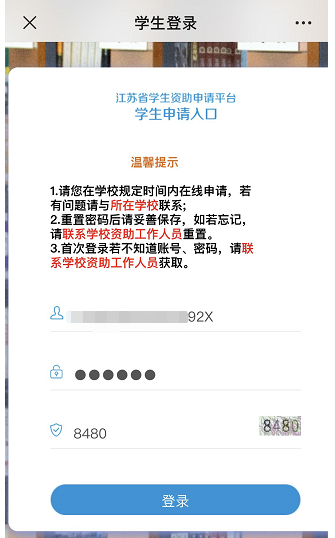 学生登录
江苏省学生资助申请平台
学生申请入口
温馨提示
1.请您在学校规定时间内在线申请，若
有问题请与所在学校联系;
2.重置密码后请妥善保存，如若忘记，
请联系学校资助工作人员重置。
3.首次登录若不知道账号、密码，请联
系学校资助工作人员获取。
92X
●●●●●●
8480
8480
登录